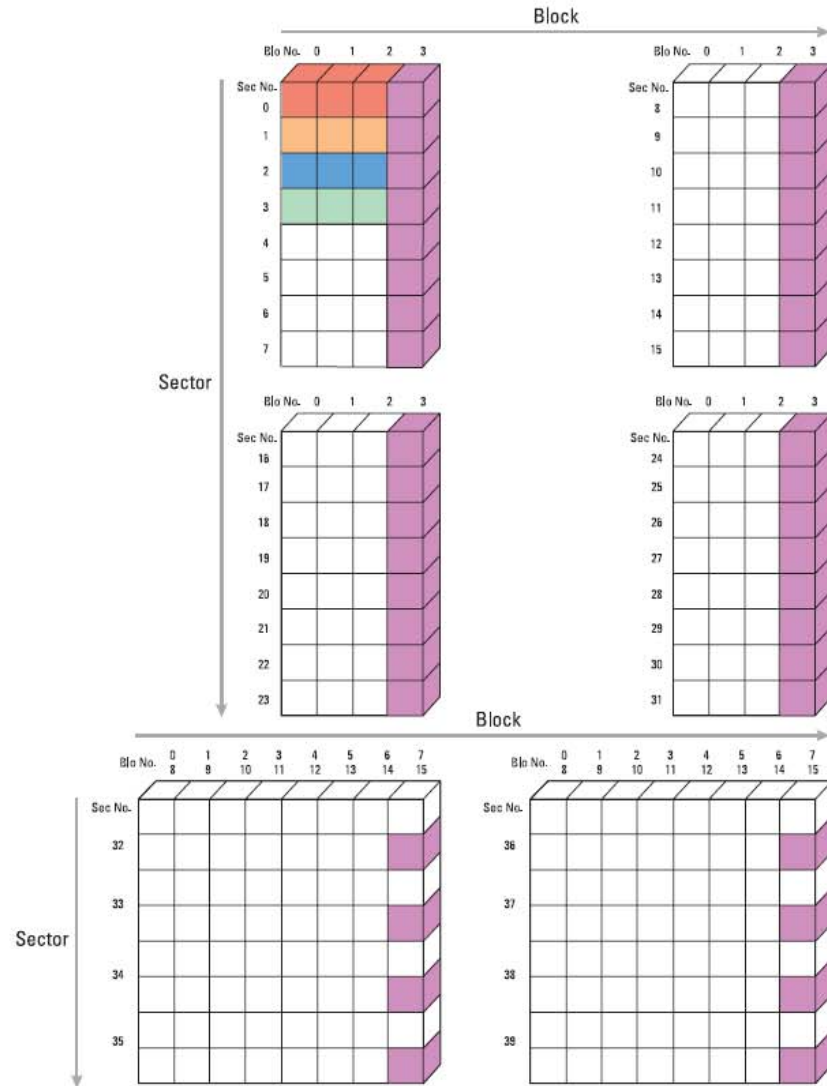 Block
Blo No. 0 1 2 3
Sec No.
0
1
2
3
4
5
6
7
Blo No. 0 1 2 3
Sec No.
8
9
10
11
12
13
14
15
Sector
Blo No. 0 1 2 3
Sec No.
16
17
18
19
20
21
22
23
Blo No. 0 1 2 3
Sec No.
24
25
26
27
28
29
30
31
Block
0 1 2 3 4 5 6 7
Blo No. 8 9 10 11 12 13 14 15
Sec No.
32
33
34
35
0 1 2 3 4 5 6 7
Blo No. 8 9 10 11 12 13 14 15
Sec No.
36
37
38
39
Sector